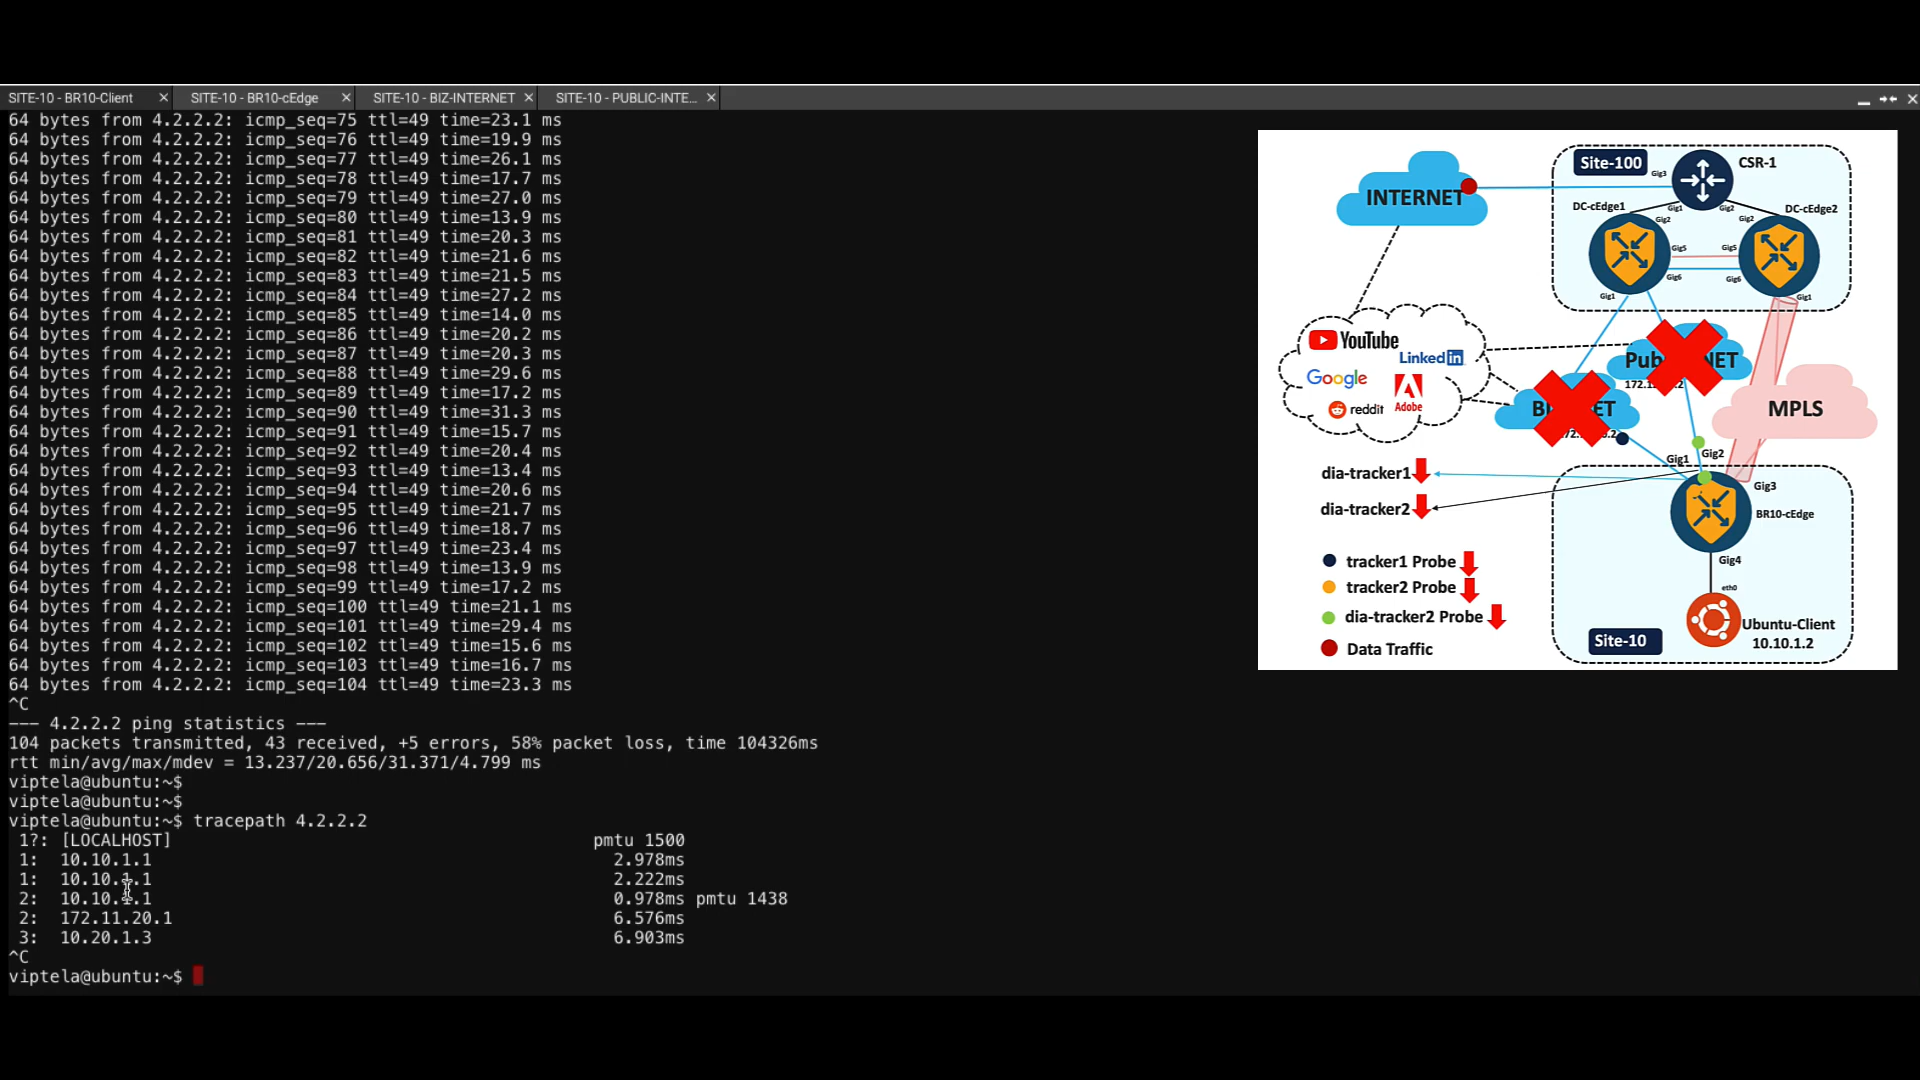 SITE-10 - BR10-Client
SITE-10 - BR10-cEdge
SITE-10 - BIZ-INTERNET
SITE-10 - PUBLIC-INTE...
64 bytes from 4.2.2.2: icmp_seq=75 ttl=49 time=23.1 ms
64 bytes from 4.2.2.2: icmp_seq=76 ttl=49 time=19.9 ms
64 bytes from 4.2.2.2: icmp_seq=77 ttl=49 time=26.1 ms
64 bytes from 4.2.2.2: icmp_seq=78 ttl=49 time=17.7 ms
64 bytes from 4.2.2.2: icmp_seq=79 ttl=49 time=27.0 ms
64 bytes from 4.2.2.2: icmp_seq=80 ttl=49 time=13.9 ms
64 bytes from 4.2.2.2: icmp_seq=81 ttl=49 time=20.3 ms
64 bytes from 4.2.2.2: icmp_seq=82 ttl=49 time=21.6 ms
64 bytes from 4.2.2.2: icmp_seq=83 ttl=49 time=21.5 ms
64 bytes from 4.2.2.2: icmp_seq=84 ttl=49 time=27.2 ms
64 bytes from 4.2.2.2: icmp_seq=85 ttl=49 time=14.0 ms
64 bytes from 4.2.2.2: icmp_seq=86 ttl=49 time=20.2 ms
64 bytes from 4.2.2.2: icmp_seq=87 ttl=49 time=20.3 ms
64 bytes from 4.2.2.2: icmp_seq=88 ttl=49 time=29.6 ms
64 bytes from 4.2.2.2: icmp_seq=89 ttl=49 time=17.2 ms
64 bytes from 4.2.2.2: icmp_seq=90 ttl=49 time=31.3 ms
64 bytes from 4.2.2.2: icmp_seq=91 ttl=49 time=15.7 ms
64 bytes from 4.2.2.2: icmp_seq=92 ttl=49 time=20.4 ms
64 bytes from 4.2.2.2: icmp_seq=93 ttl=49 time=13.4 ms
64 bytes from 4.2.2.2: icmp_seq=94 ttl=49 time=20.6 ms
64 bytes from 4.2.2.2: icmp_seq=95 ttl=49 time=21.7 ms
64 bytes from 4.2.2.2: icmp_seq=96 ttl=49 time=18.7 ms
64 bytes from 4.2.2.2: icmp_seq=97 ttl=49 time=23.4 ms
64 bytes from 4.2.2.2: icmp_seq=98 ttl=49 time=13.9 ms
64 bytes from 4.2.2.2: icmp_seq=99 ttl=49 time=17.2 ms
64 bytes from 4.2.2.2: icmp_seq=100 ttl=49 time=21.1 ms
64 bytes from 4.2.2.2: icmp_seq=101 ttl=49 time=29.4 ms
64 bytes from 4.2.2.2: icmp_seq=102 ttl=49 time=15.6 ms
64 bytes from 4.2.2.2: icmp_seq=103 ttl=49 time=16.7 ms
64 bytes from 4.2.2.2: icmp_seq=104 ttl=49 time=23.3 ms
^C
--- 4.2.2.2 ping statistics ---
104 packets transmitted, 43 received, +5 errors, 58% packet loss, time 104326ms
rtt min/avg/max/mdev = 13.237/20.656/31.371/4.799 ms
viptela@ubuntu:~$
viptela@ubuntu:~$
viptela@ubuntu:~$ tracepath 4.2.2.2
1?: [LOCALHOST] pmtu 1500
1: 10.10.1.1 2.978ms
1: 10.10.1.1 2.222ms
2: 10.10.1.1 0.978ms pmtu 1438
2: 172.11.20.1 6.576ms
3: 10.20.1.3 6.903ms
^C
viptela@ubuntu:~$
Site-100
CSR-1
Gig3
INTERNET
DC-cEdge1
Gig1
Gig2
DC-cEdge2
Gig2
Gig2
Gig5
Gig5
Gig6
Gig6
Gig1
Gig1
YouTube
LinkedIn
Google
Adobe
reddit
MPLS
Gig1
Gig2
dia-tracker1
dia-tracker2
Gig3
BR10-cEdge
Gig4
eth0
tracker1 Probe
tracker2 Probe
dia-tracker2 Probe
Data Traffic
Ubuntu-Client
10.10.1.2
Site-10